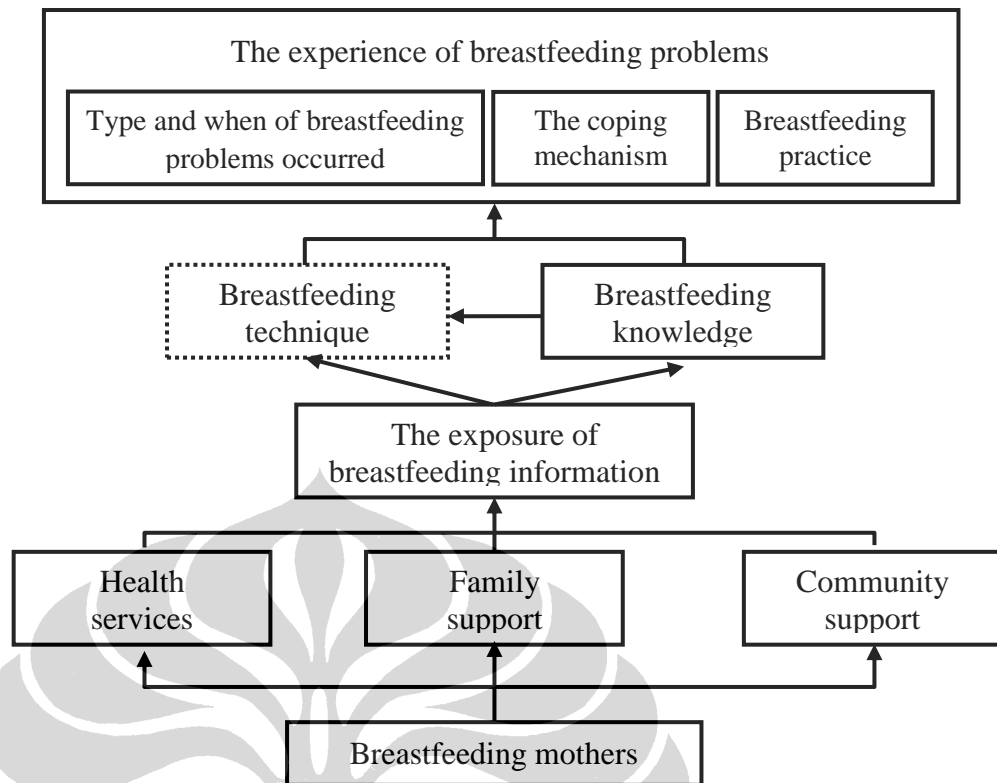 The experience of breastfeeding problems
Type and when of breastfeeding
problems occurred
The coping
mechanism
Breastfeeding
practice
Breastfeeding
technique
Breastfeeding
knowledge
The exposure of
breastfeeding information
Health
services
Family
support
Community
support
Breastfeeding mothers